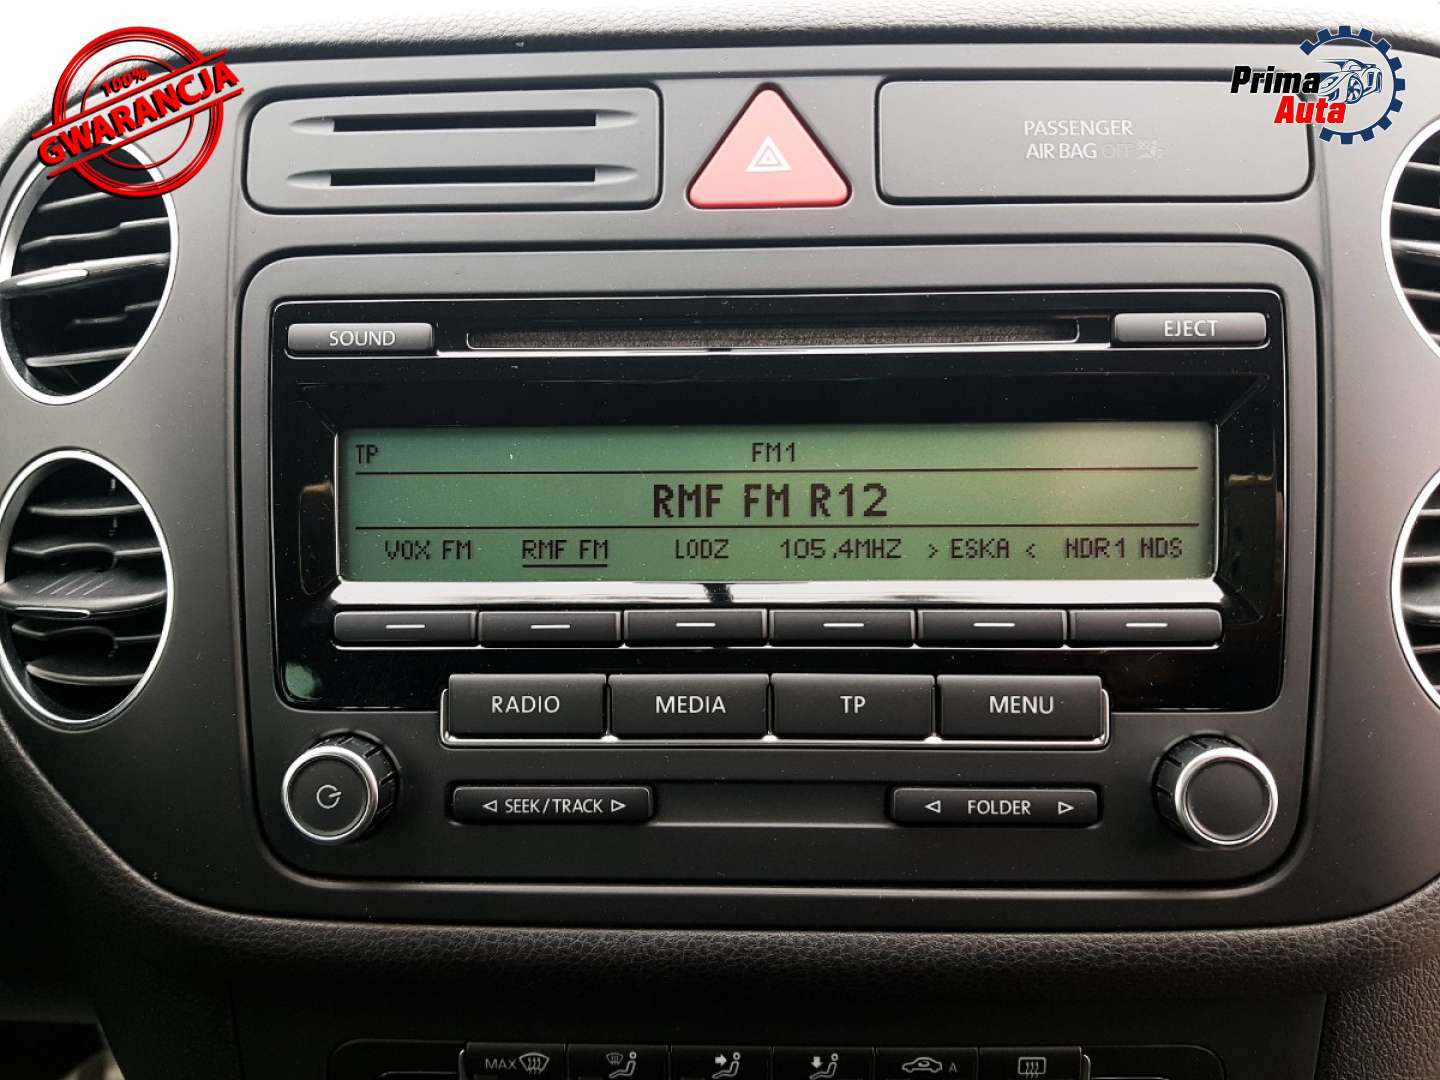 100%
GWARANCJA
Prima
Auta
PASSENGER
AIR BAG OFF
SOUND
EJECT
TP FM1
RMF FM R12
VOX FM RMF FM LODZ 105.4MHZ > ESKA < NDR1 NDS
RADIO MEDIA TP MENU
◁ SEEK/TRACK ▷ ◁ FOLDER ▷
MAX A